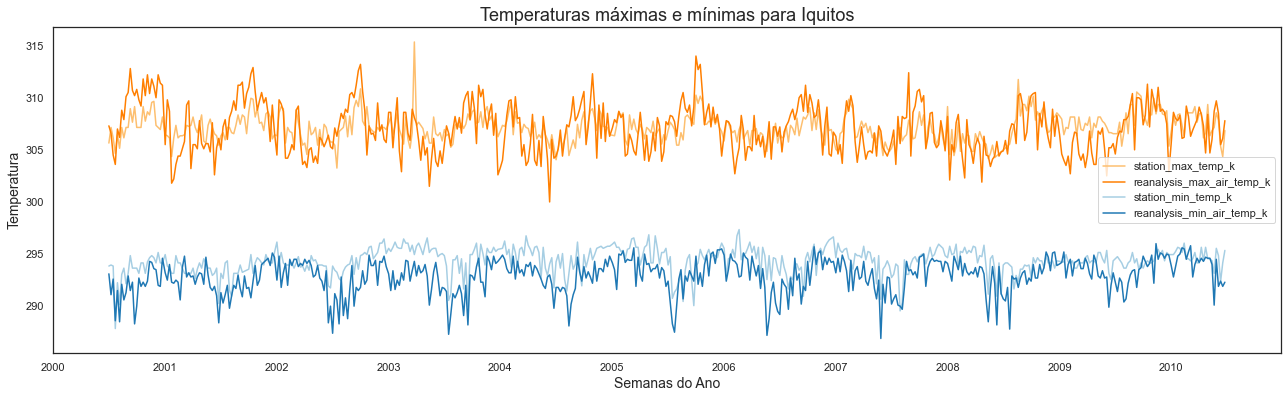 Temperaturas máximas e mínimas para Iquitos
Temperatura
315
310
305
300
295
290
station_max_temp_k
reanalysis_max_air_temp_k
station_min_temp_k
reanalysis_min_air_temp_k
2000 2001 2002 2003 2004 2005 2006 2007 2008 2009 2010
Semanas do Ano